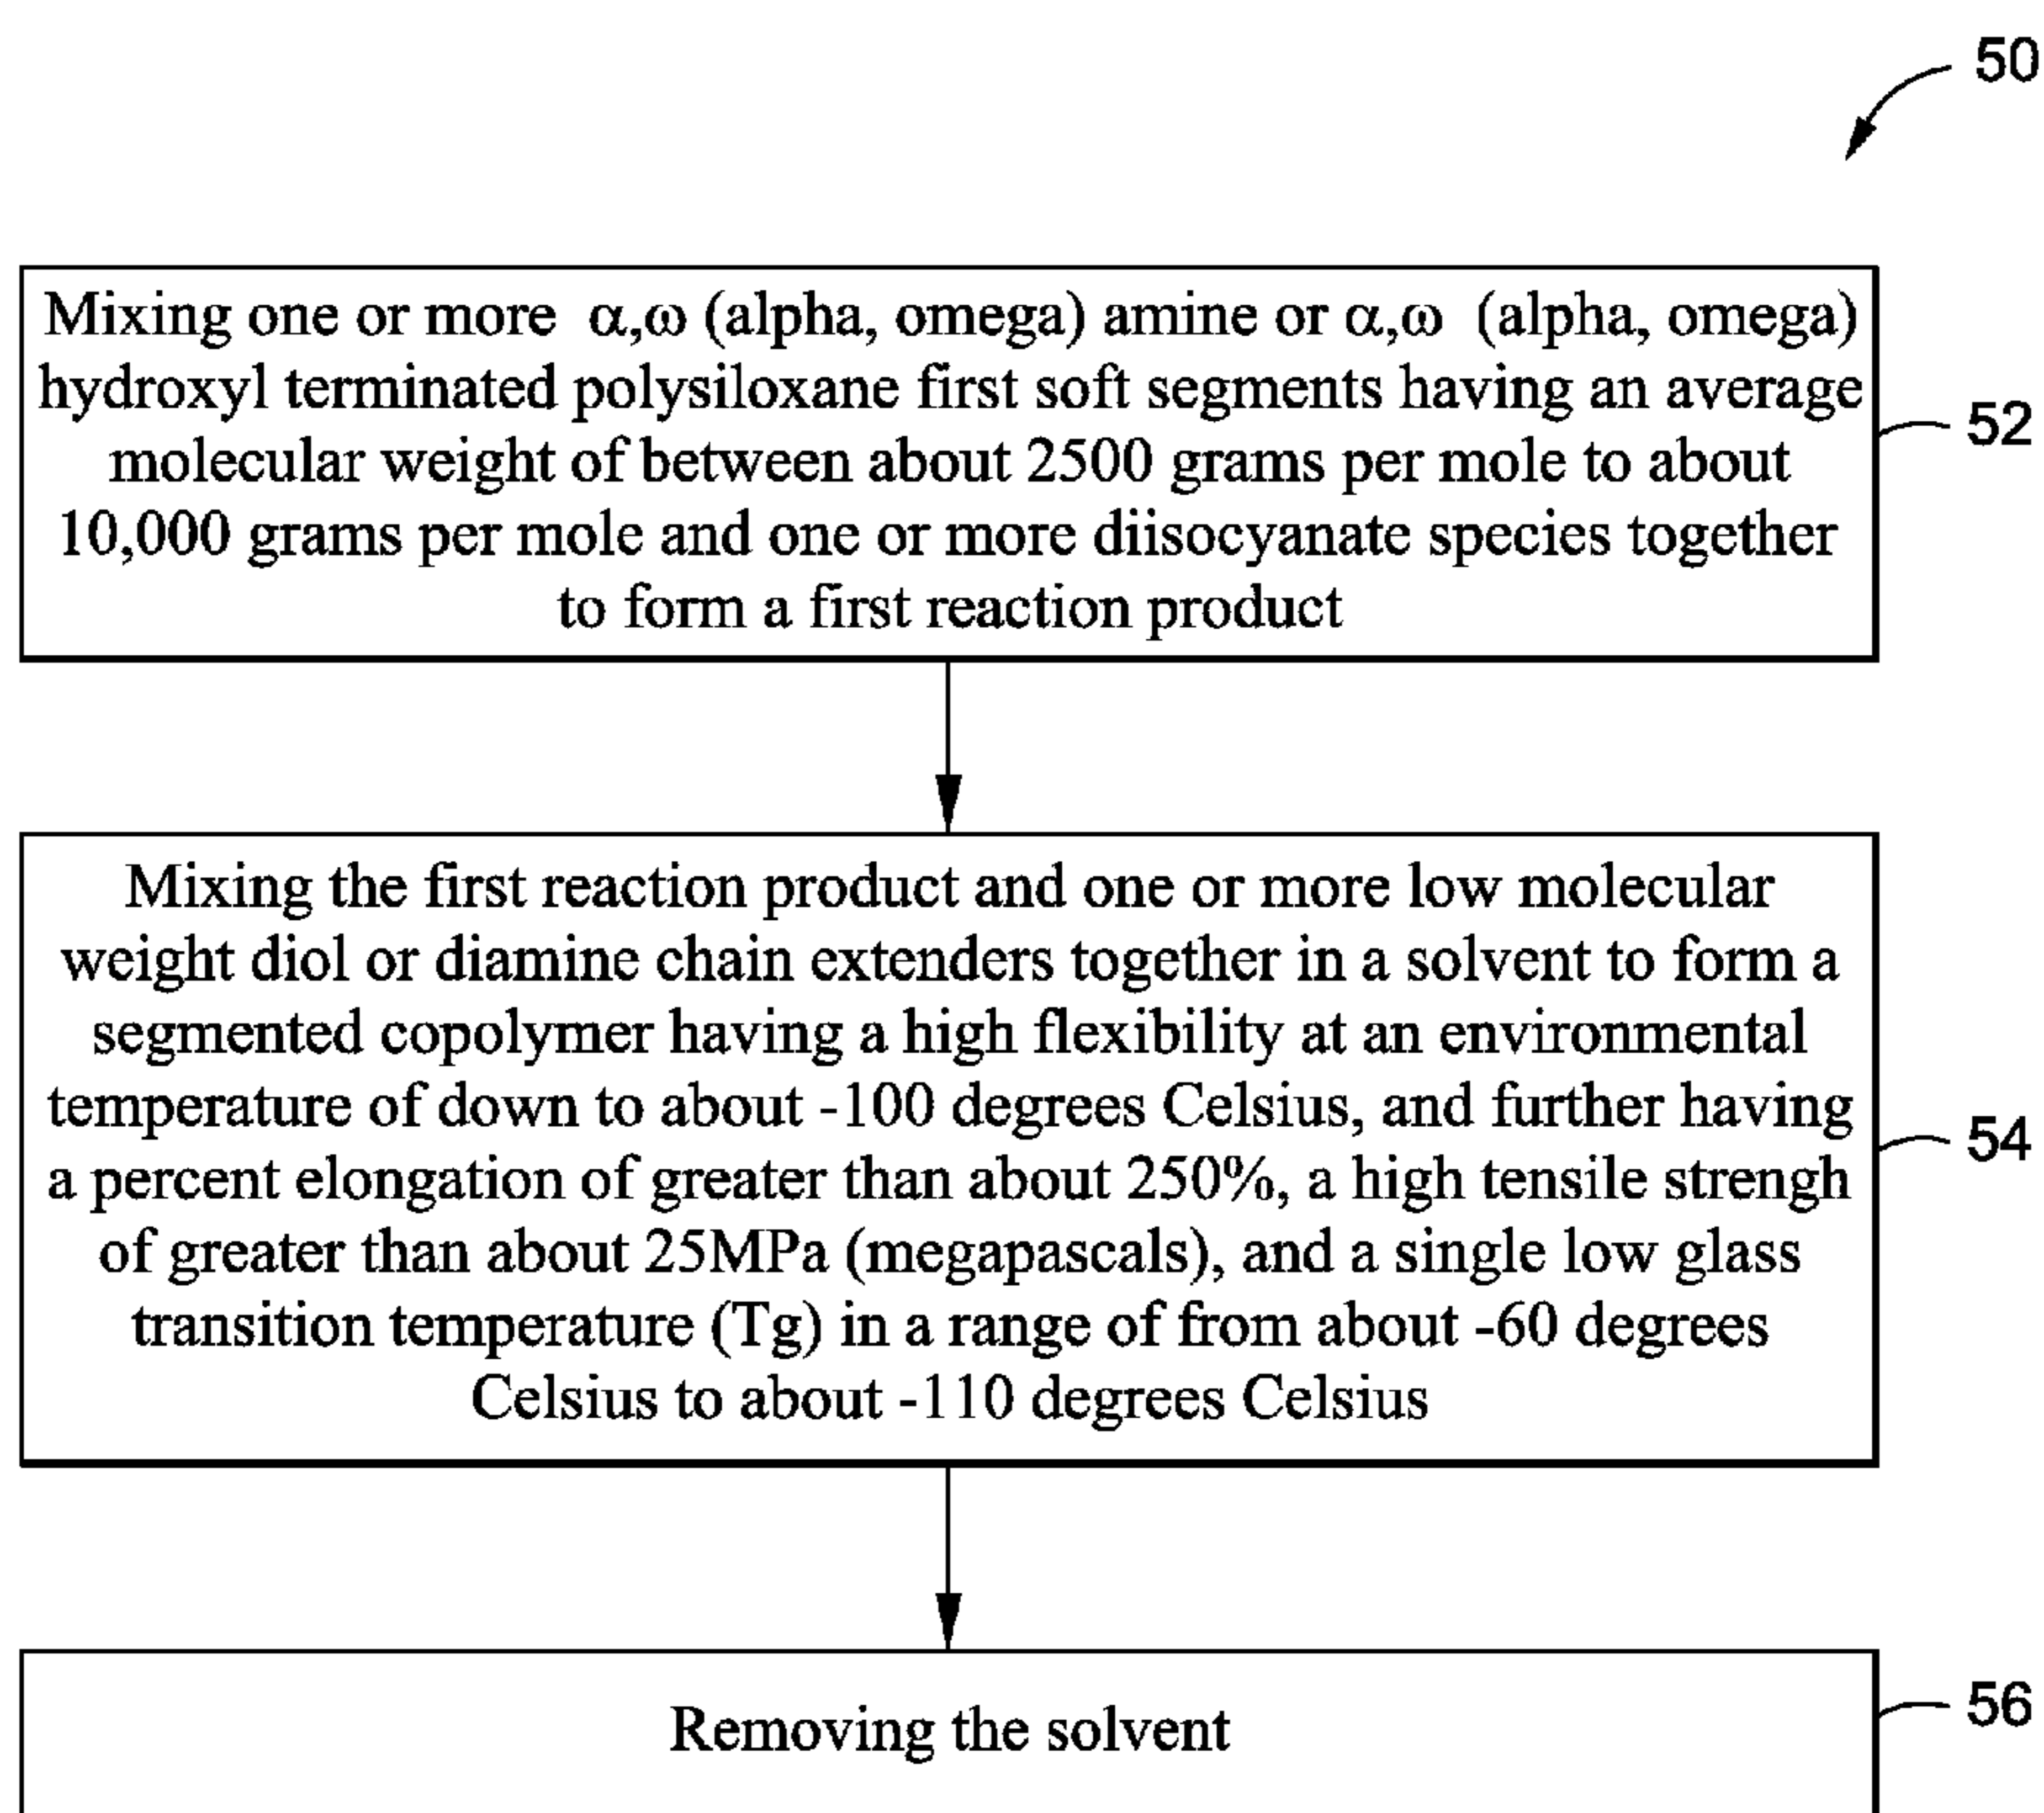 50
Mixing one or more α,ω (alpha, omega) amine or α,ω (alpha, omega)
hydroxyl terminated polysiloxane first soft segments having an average
molecular weight of between about 2500 grams per mole to about
10,000 grams per mole and one or more diisocyanate species together
to form a first reaction product
52
Mixing the first reaction product and one or more low molecular
weight diol or diamine chain extenders together in a solvent to form a
segmented copolymer having a high flexibility at an environmental
temperature of down to about -100 degrees Celsius, and further having
a percent elongation of greater than about 250%, a high tensile strengh
of greater than about 25MPa (megapascals), and a single low glass
transition temperature (Tg) in a range of from about -60 degrees
Celsius to about -110 degrees Celsius
54
Removing the solvent
56